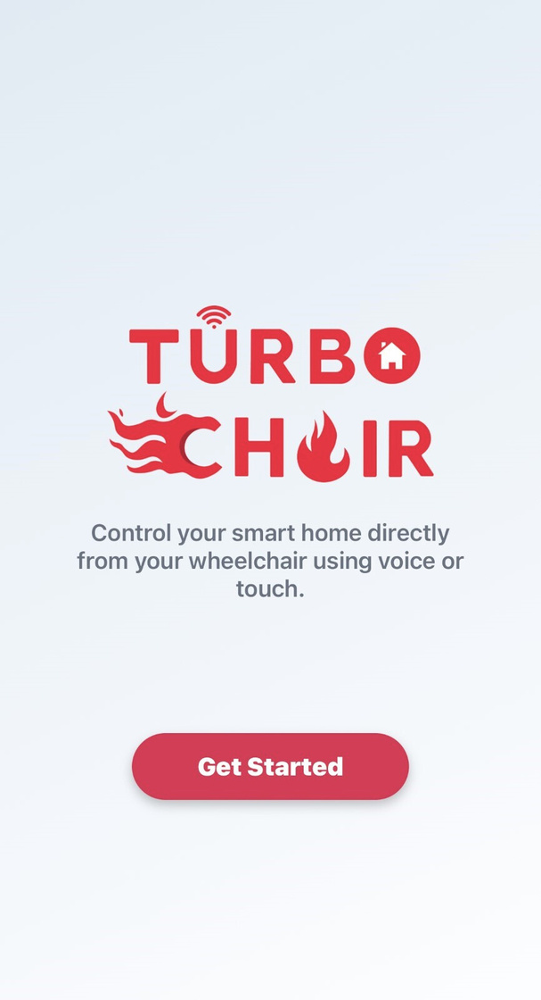 TURBO
CHAIR
Control your smart home directly
from your wheelchair using voice or
touch.
Get Started